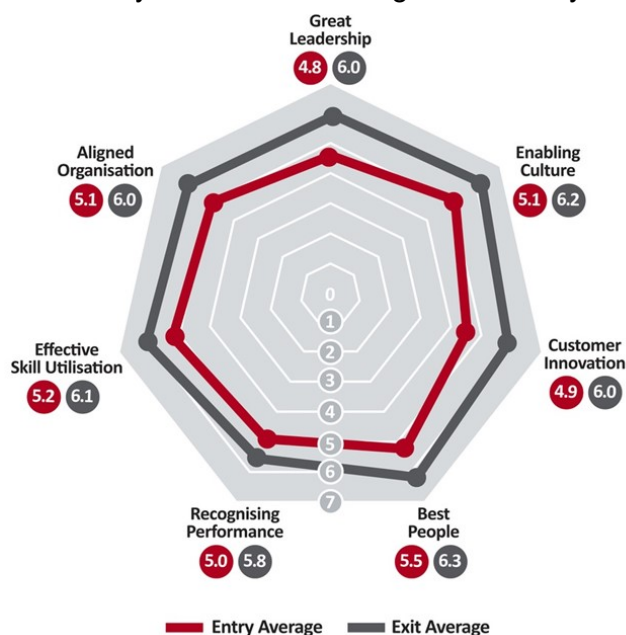 Great
Leadership
4.8 6.0
Aligned
Organisation
5.1 6.0
Enabling
Culture
5.1 6.2
0
1
2
3
4
5
6
7
Effective
Skill Utilisation
5.2 6.1
Customer
Innovation
4.9 6.0
Recognising
Performance
5.0 5.8
Best
People
5.5 6.3
Entry Average Exit Average